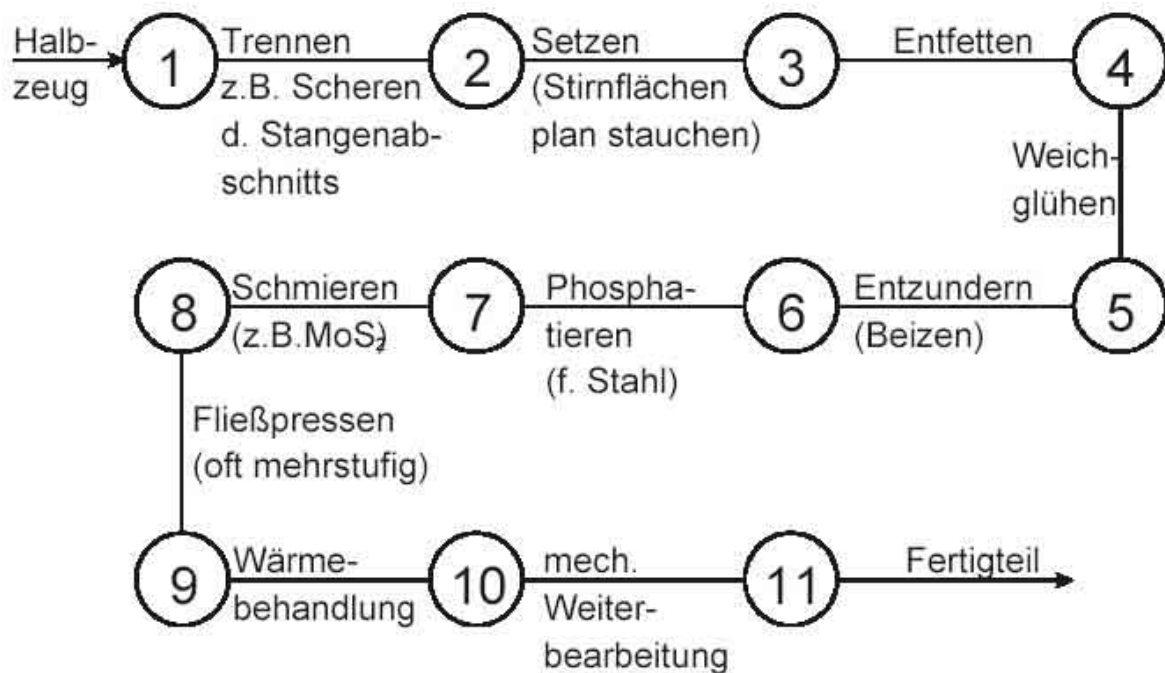 Halb-
zeug
1
Trennen
z.B. Scheren
d. Stangenab-
schnitts
2
Setzen
(Stirnflächen
plan stauchen)
3
Entfetten
4
Weich-
glühen
5
Entzundern
(Beizen)
6
Phospha-
tieren
(f. Stahl)
7
Schmieren
(z.B.MoS₂)
8
Fließpressen
(oft mehrstufig)
9
Wärme-
behandlung
10
mech.
Weiter-
bearbeitung
11
Fertigteil